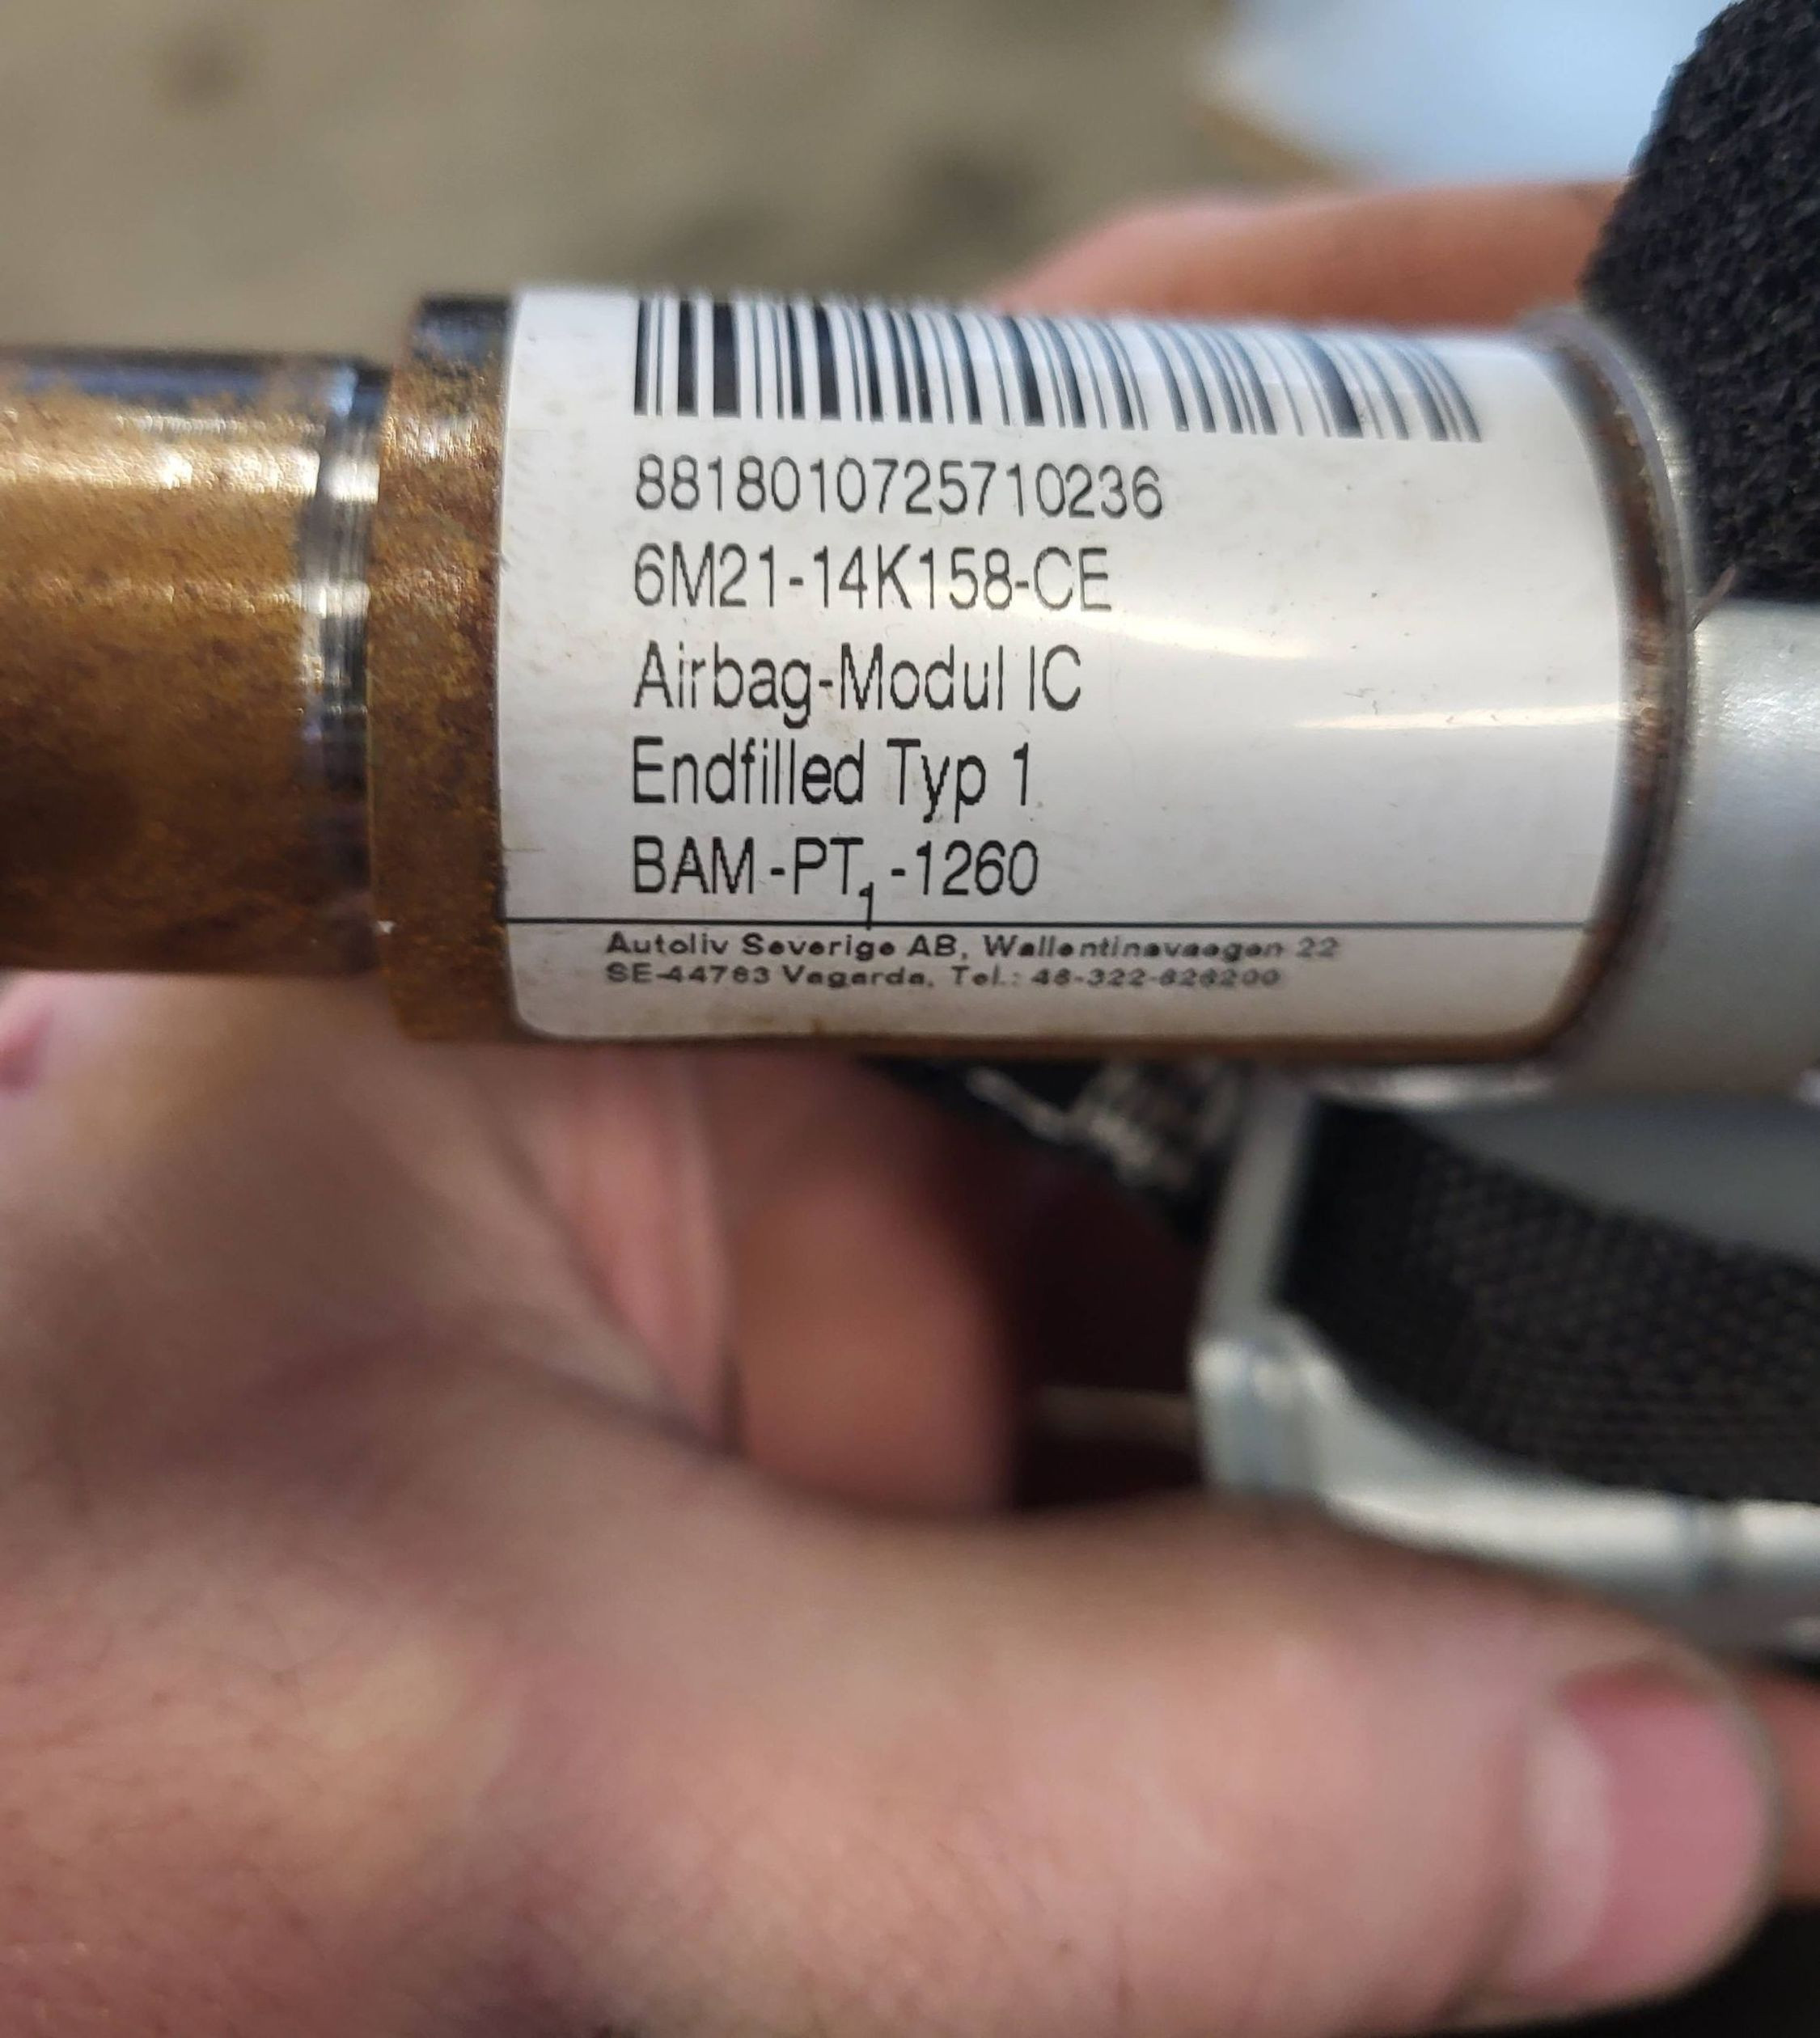 8818010725710236
6M21-14K158-CE
Airbag-Modul IC
Endfilled Typ 1
BAM-PT₁-1260
Autoliv Severige AB, Wallentinsvaegen 22
SE-44783 Vagarda, Tel.: 46-322-626200